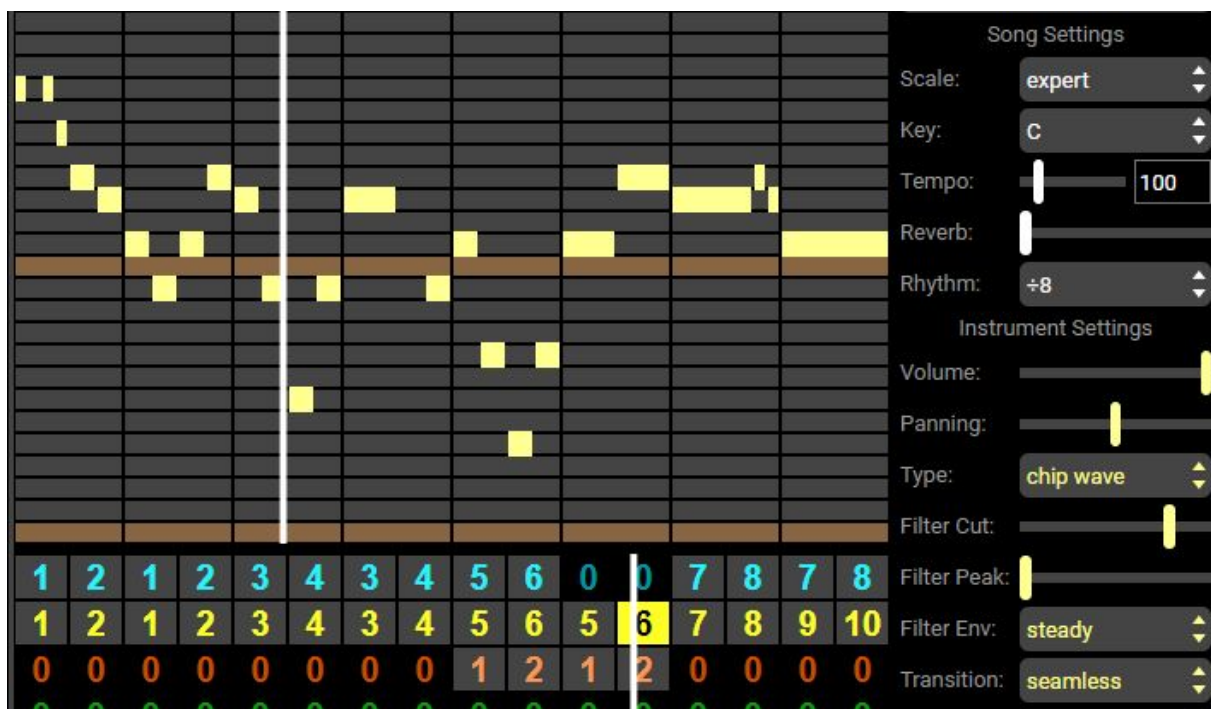 Song Settings
Scale: expert
Key: C
Tempo: 100
Reverb:
Rhythm: ÷8
Instrument Settings
Volume:
Panning:
Type: chip wave
Filter Cut:
Filter Peak:
Filter Env: steady
Transition: seamless
1 2 1 2 3 4 3 4 5 6 0 0 7 8 7 8
1 2 1 2 3 4 3 4 5 6 5 6 7 8 9 10
0 0 0 0 0 0 0 0 1 2 1 2 0 0 0 0